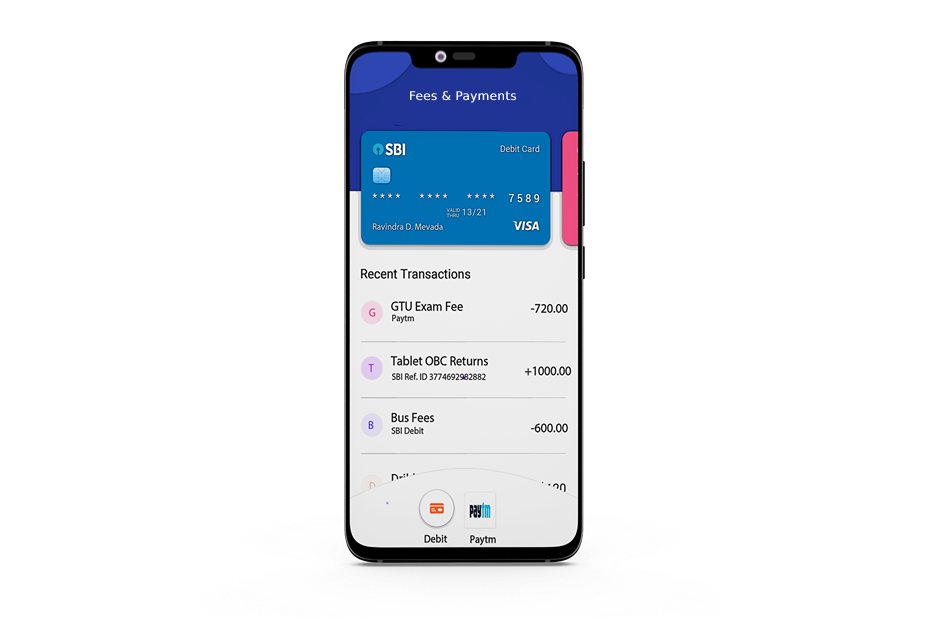 Fees & Payments
SBI
Debit Card
**** **** **** 7589
VALID THRU 13/21
Ravindra D. Mevada
VISA
Recent Transactions
G
GTU Exam Fee
-720.00
Paytm
T
Tablet OBC Returns
+1000.00
SBI Ref. ID 3774692982882
B
Bus Fees
-600.00
SBI Debit
D
Debit
paytm
Paytm